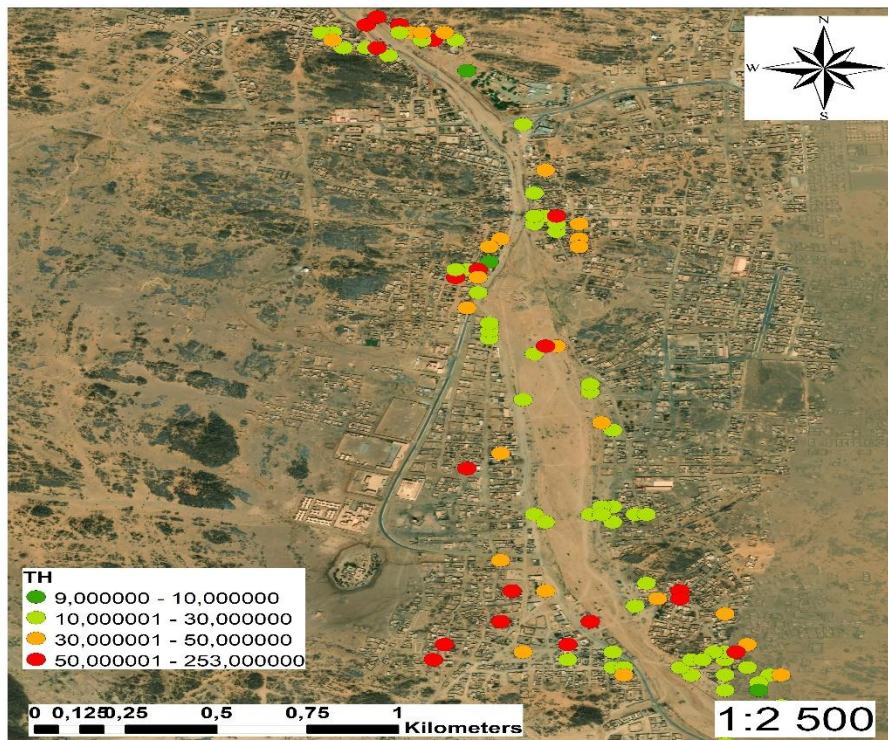 N
W E
S
TH
9,000000 - 10,000000
10,000001 - 30,000000
30,000001 - 50,000000
50,000001 - 253,000000
0 0,125 0,25 0,5 0,75 1
Kilometers
1:2 500